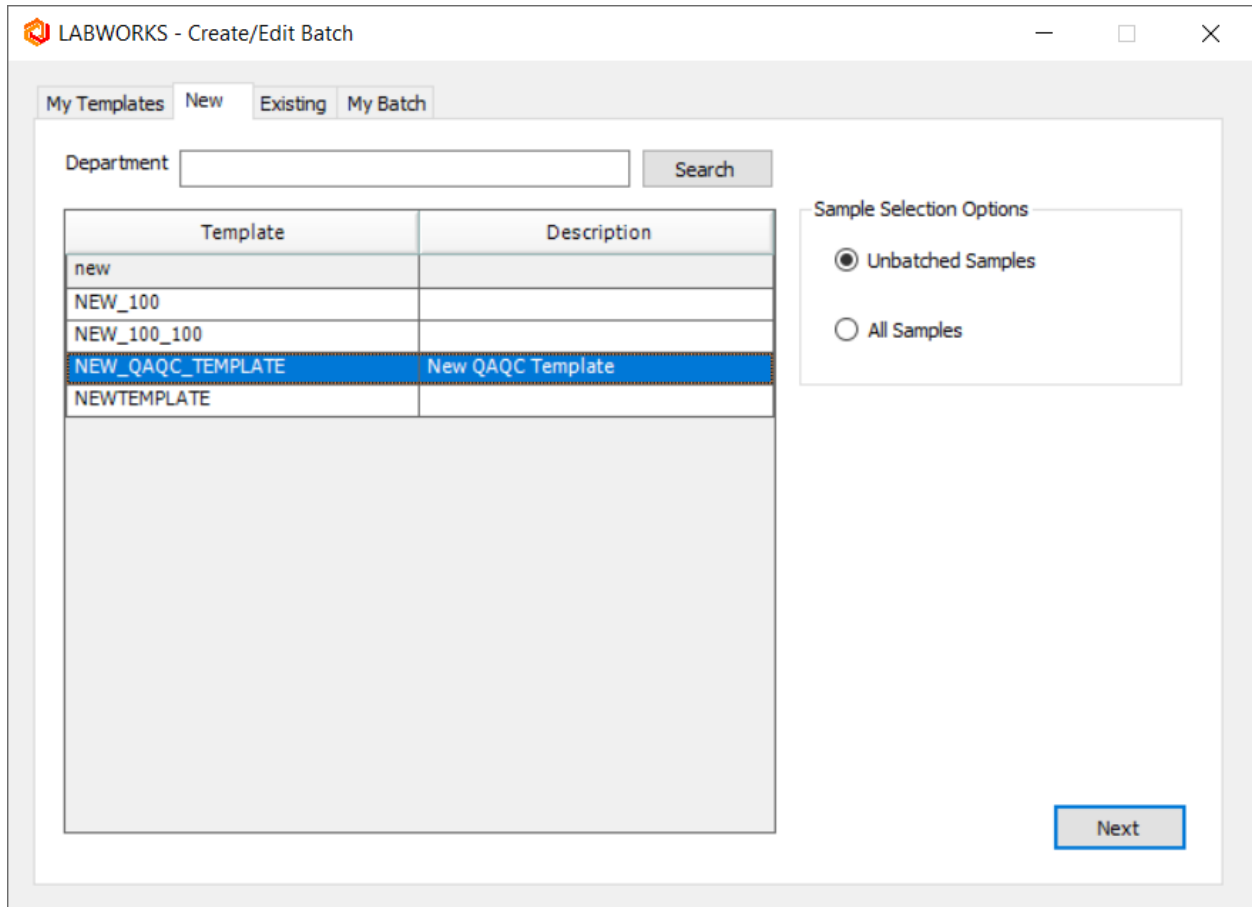 LABWORKS - Create/Edit Batch
My Templates New Existing My Batch
Department Search
Sample Selection Options
Template Description
Unbatched Samples
new
NEW_100
NEW_100_100
All Samples
NEW_QAQC_TEMPLATE New QAQC Template
NEWTEMPLATE
Next